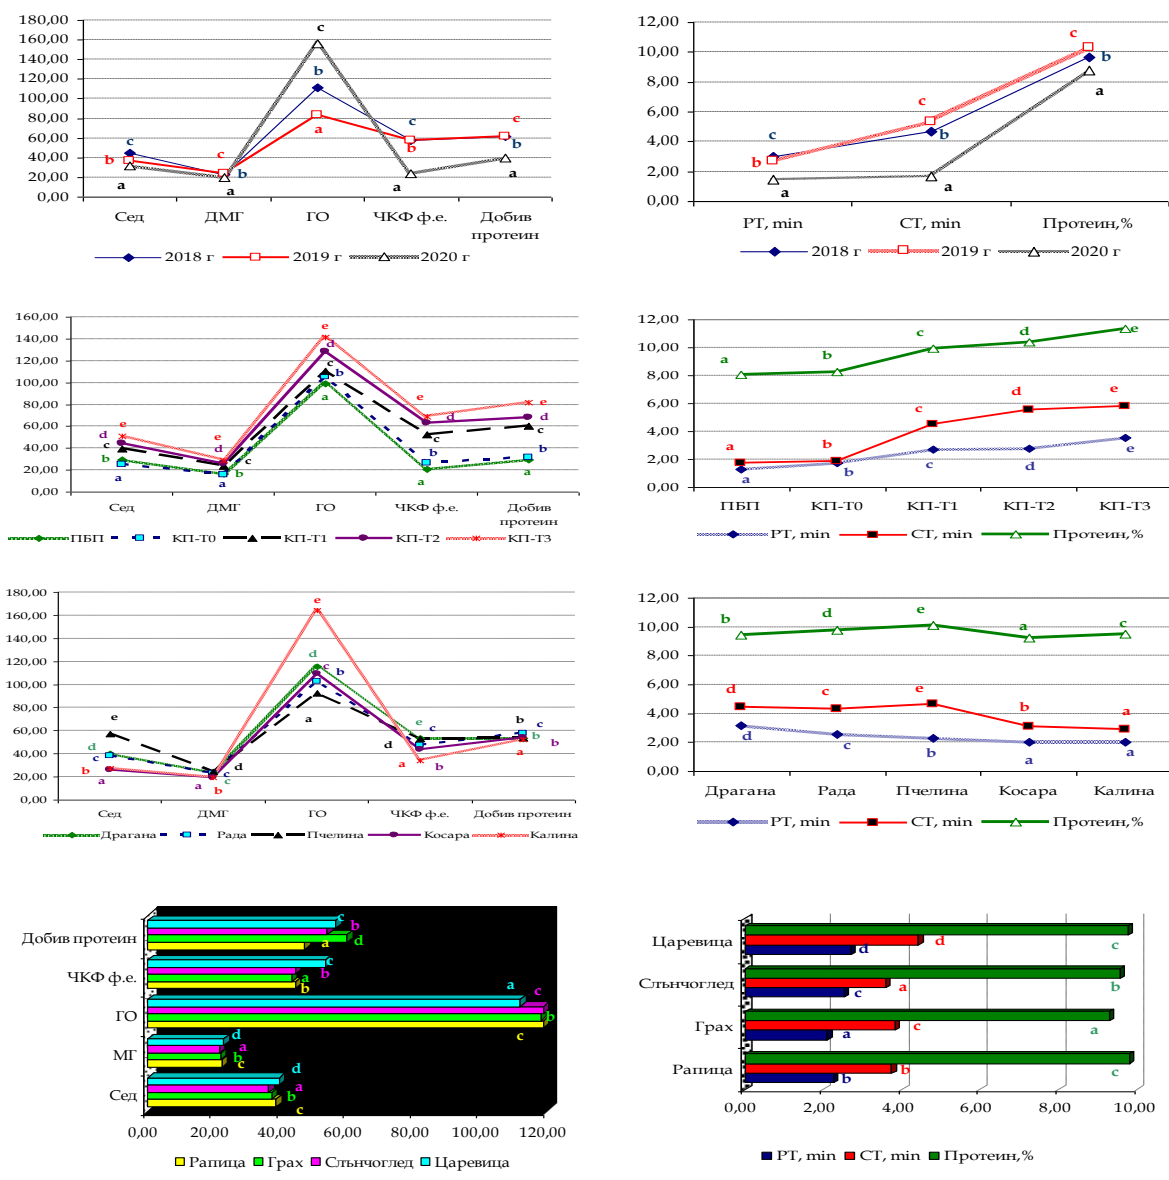 180,00
160,00
140,00
120,00
100,00
80,00
60,00
40,00
20,00
0,00
c
b
a
c
b
a
c
b
a
c
b
a
c
b
a
Сед ДМГ ГО ЧКФ ф.е. Добив
протеин
2018 г 2019 г 2020 г
12,00
10,00
8,00
6,00
4,00
2,00
0,00
c
b
a
c
b
a
c
b
a
РТ, min СТ, min Протеин,%
2018 г 2019 г 2020 г
160,00
140,00
120,00
100,00
80,00
60,00
40,00
20,00
0,00
e
d
c
b
a
e
d
c
b
a
e
d
c
b
a
e
d
c
b
a
e
d
c
b
a
Сед ДМГ ГО ЧКФ ф.е. Добив
протеин
ПБП КП-Т0 КП-Т1 КП-Т2 КП-Т3
12,00
10,00
8,00
6,00
4,00
2,00
0,00
a b c d e
a b c d e
a b c d e
ПБП КП-Т0 КП-Т1 КП-Т2 КП-Т3
РТ, min СТ, min Протеин,%
180,00
160,00
140,00
120,00
100,00
80,00
60,00
40,00
20,00
0,00
e
d
c
b
a
d
c
c
a
b
e
d
c
b
a
e
c
d
a
b
b
c
b
b
a
Сед ДМГ ГО ЧКФ ф.е. Добив протеин
Драгана Рада Пчелина Косара Калина
12,00
10,00
8,00
6,00
4,00
2,00
0,00
b d e a c
d c e b a
d c b a a
Драгана Рада Пчелина Косара Калина
РТ, min СТ, min Протеин,%
Добив протеин
c
b
d
a
ЧКФ ф.е.
c
b
a
b
ГО
a
c
b
c
МГ
d
a
b
c
Сед
d
a
b
c
0,00 20,00 40,00 60,00 80,00 100,00 120,00
Рапица Грах Слънчоглед Царевица
Царевица
c
d
d
Слънчоглед
b
a
c
Грах
a
c
a
Рапица
c
b
b
0,00 2,00 4,00 6,00 8,00 10,00
РТ, min СТ, min Протеин,%